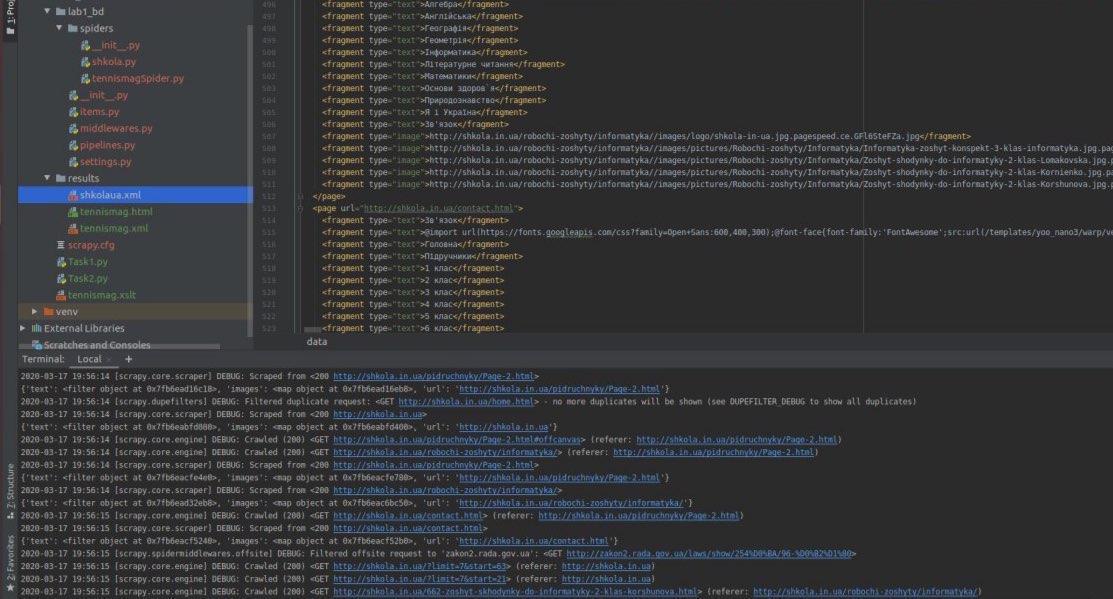 1: Proj
lab1_bd
spiders
__init__.py
shkola.py
tennismagSpider.py
__init__.py
items.py
middlewares.py
pipelines.py
settings.py
results
shkolaua.xml
tennismag.html
tennismag.xml
scrapy.cfg
Task1.py
Task2.py
tennismag.xslt
venv
External Libraries
Scratches and Consoles
496 <fragment type="text">Алгебра</fragment>
497 <fragment type="text">Англійська</fragment>
498 <fragment type="text">Географія</fragment>
499 <fragment type="text">Геометрія</fragment>
500 <fragment type="text">Інформатика</fragment>
501 <fragment type="text">Літературне читання</fragment>
502 <fragment type="text">Математики</fragment>
503 <fragment type="text">Основи здоров`я</fragment>
504 <fragment type="text">Природознавство</fragment>
505 <fragment type="text">Я і Україна</fragment>
506 <fragment type="text">Зв'язок</fragment>
507 <fragment type="image">http://shkola.in.ua/robochi-zoshyty/informatyka//images/logo/shkola-in-ua.jpg.pagespeed.ce.GFl6SteFZa.jpg</fragment>
508 <fragment type="image">http://shkola.in.ua/robochi-zoshyty/informatyka//images/pictures/Robochi-zoshyty/Informatyka/Informatyka-zoshyt-konspekt-3-klas-informatyka.jpg.pag
509 <fragment type="image">http://shkola.in.ua/robochi-zoshyty/informatyka//images/pictures/Robochi-zoshyty/Informatyka/Zoshyt-shodynky-do-informatyky-2-klas-Lomakovska.jpg.p
510 <fragment type="image">http://shkola.in.ua/robochi-zoshyty/informatyka//images/pictures/Robochi-zoshyty/Informatyka/Zoshyt-shodynky-do-informatyky-2-klas-Kornienko.jpg.pa
511 <fragment type="image">http://shkola.in.ua/robochi-zoshyty/informatyka//images/pictures/Robochi-zoshyty/Informatyka/Zoshyt-shodynky-do-informatyky-2-klas-Korshunova.jpg.p
512 </page>
513 <page url="http://shkola.in.ua/contact.html">
514 <fragment type="text">Зв'язок</fragment>
515 <fragment type="text">@import url(https://fonts.googleapis.com/css?family=Open+Sans:600,400,300);@font-face{font-family:'FontAwesome';src:url(/templates/yoo_nano3/warp/ve
516 <fragment type="text">Головна</fragment>
517 <fragment type="text">Підручники</fragment>
518 <fragment type="text">1 клас</fragment>
519 <fragment type="text">2 клас</fragment>
520 <fragment type="text">3 клас</fragment>
521 <fragment type="text">4 клас</fragment>
522 <fragment type="text">5 клас</fragment>
523 <fragment type="text">6 клас</fragment>
data
Terminal: Local × +
2020-03-17 19:56:14 [scrapy.core.scraper] DEBUG: Scraped from <200 http://shkola.in.ua/pidruchnyky/Page-2.html>
{'text': <filter object at 0x7fb6ead16c18>, 'images': <map object at 0x7fb6ead16eb8>, 'url': 'http://shkola.in.ua/pidruchnyky/Page-2.html'}
2020-03-17 19:56:14 [scrapy.dupefilters] DEBUG: Filtered duplicate request: <GET http://shkola.in.ua/home.html> - no more duplicates will be shown (see DUPEFILTER_DEBUG to show all duplicates)
2020-03-17 19:56:14 [scrapy.core.scraper] DEBUG: Scraped from <200 http://shkola.in.ua>
{'text': <filter object at 0x7fb6eabfd080>, 'images': <map object at 0x7fb6eabfd400>, 'url': 'http://shkola.in.ua'}
2020-03-17 19:56:14 [scrapy.core.engine] DEBUG: Crawled (200) <GET http://shkola.in.ua/pidruchnyky/Page-2.html#offcanvas> (referer: http://shkola.in.ua/pidruchnyky/Page-2.html)
2020-03-17 19:56:14 [scrapy.core.engine] DEBUG: Crawled (200) <GET http://shkola.in.ua/robochi-zoshyty/informatyka/> (referer: http://shkola.in.ua/pidruchnyky/Page-2.html)
2020-03-17 19:56:14 [scrapy.core.scraper] DEBUG: Scraped from <200 http://shkola.in.ua/pidruchnyky/Page-2.html>
{'text': <filter object at 0x7fb6eacfe4e0>, 'images': <map object at 0x7fb6eacfe780>, 'url': 'http://shkola.in.ua/pidruchnyky/Page-2.html'}
2020-03-17 19:56:14 [scrapy.core.scraper] DEBUG: Scraped from <200 http://shkola.in.ua/robochi-zoshyty/informatyka/>
{'text': <filter object at 0x7fb6ead32eb8>, 'images': <map object at 0x7fb6eac6bc50>, 'url': 'http://shkola.in.ua/robochi-zoshyty/informatyka/'}
2020-03-17 19:56:15 [scrapy.core.engine] DEBUG: Crawled (200) <GET http://shkola.in.ua/contact.html> (referer: http://shkola.in.ua/pidruchnyky/Page-2.html)
2020-03-17 19:56:15 [scrapy.core.scraper] DEBUG: Scraped from <200 http://shkola.in.ua/contact.html>
{'text': <filter object at 0x7fb6eacf5240>, 'images': <map object at 0x7fb6eacf52b0>, 'url': 'http://shkola.in.ua/contact.html'}
2020-03-17 19:56:15 [scrapy.spidermiddlewares.offsite] DEBUG: Filtered offsite request to 'zakon2.rada.gov.ua': <GET http://zakon2.rada.gov.ua/laws/show/254%D0%BA/96-%D0%B2%D1%80>
2020-03-17 19:56:15 [scrapy.core.engine] DEBUG: Crawled (200) <GET http://shkola.in.ua/?limit=7&start=63> (referer: http://shkola.in.ua)
2020-03-17 19:56:15 [scrapy.core.engine] DEBUG: Crawled (200) <GET http://shkola.in.ua/?limit=7&start=21> (referer: http://shkola.in.ua)
2020-03-17 19:56:15 [scrapy.core.engine] DEBUG: Crawled (200) <GET http://shkola.in.ua/662-zoshyt-skhodynky-do-informatyky-2-klas-korshunova.html> (referer: http://shkola.in.ua/robochi-zoshyty/informatyka/)
Z: Structure
2: Favorites